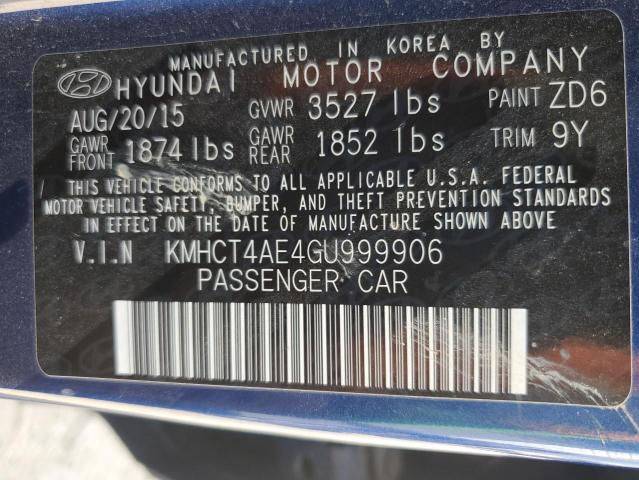 MANUFACTURED IN KOREA BY
HYUNDAI MOTOR COMPANY
AUG/20/15 GVWR 3527 lbs PAINT ZD6
GAWR FRONT 1874 lbs GAWR REAR 1852 lbs TRIM 9Y
THIS VEHICLE CONFORMS TO ALL APPLICABLE U.S.A. FEDERAL
MOTOR VEHICLE SAFETY, BUMPER, AND THEFT PREVENTION STANDARDS
IN EFFECT ON THE DATE OF MANUFACTURE SHOWN ABOVE
V.I.N KMHCT4AE4GU999906
PASSENGER CAR